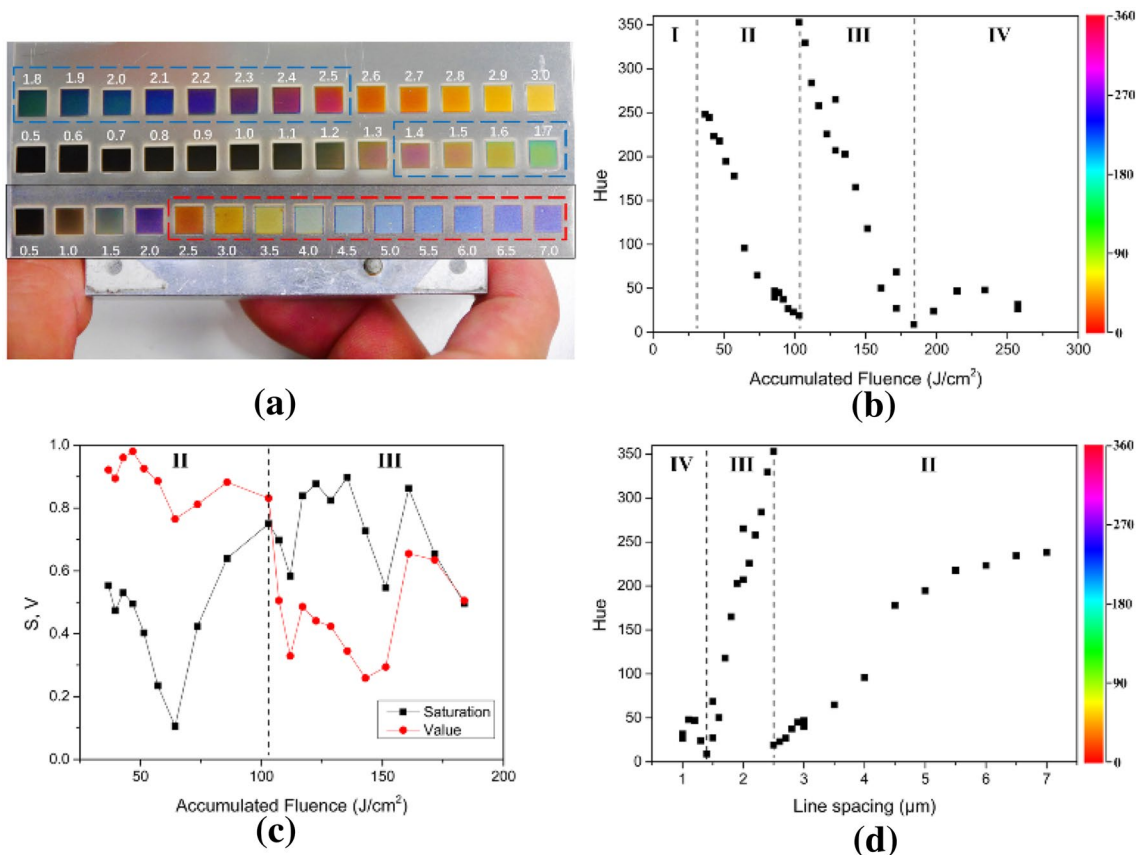 1.8 1.9 2.0 2.1 2.2 2.3 2.4 2.5 2.6 2.7 2.8 2.9 3.0
0.5 0.6 0.7 0.8 0.9 1.0 1.1 1.2 1.3 1.4 1.5 1.6 1.7
0.5 1.0 1.5 2.0 2.5 3.0 3.5 4.0 4.5 5.0 5.5 6.0 6.5 7.0
(a)
I II III IV
Hue
350
300
250
200
150
100
50
0
0 50 100 150 200 250 300
Accumulated Fluence (J/cm²)
360
270
180
90
0
(b)
II III
S, V
1.0
0.8
0.6
0.4
0.2
0.0
Saturation
Value
50 100 150 200
Accumulated Fluence (J/cm²)
(c)
IV III II
Hue
350
300
250
200
150
100
50
0
1 2 3 4 5 6 7
Line spacing (µm)
360
270
180
90
0
(d)